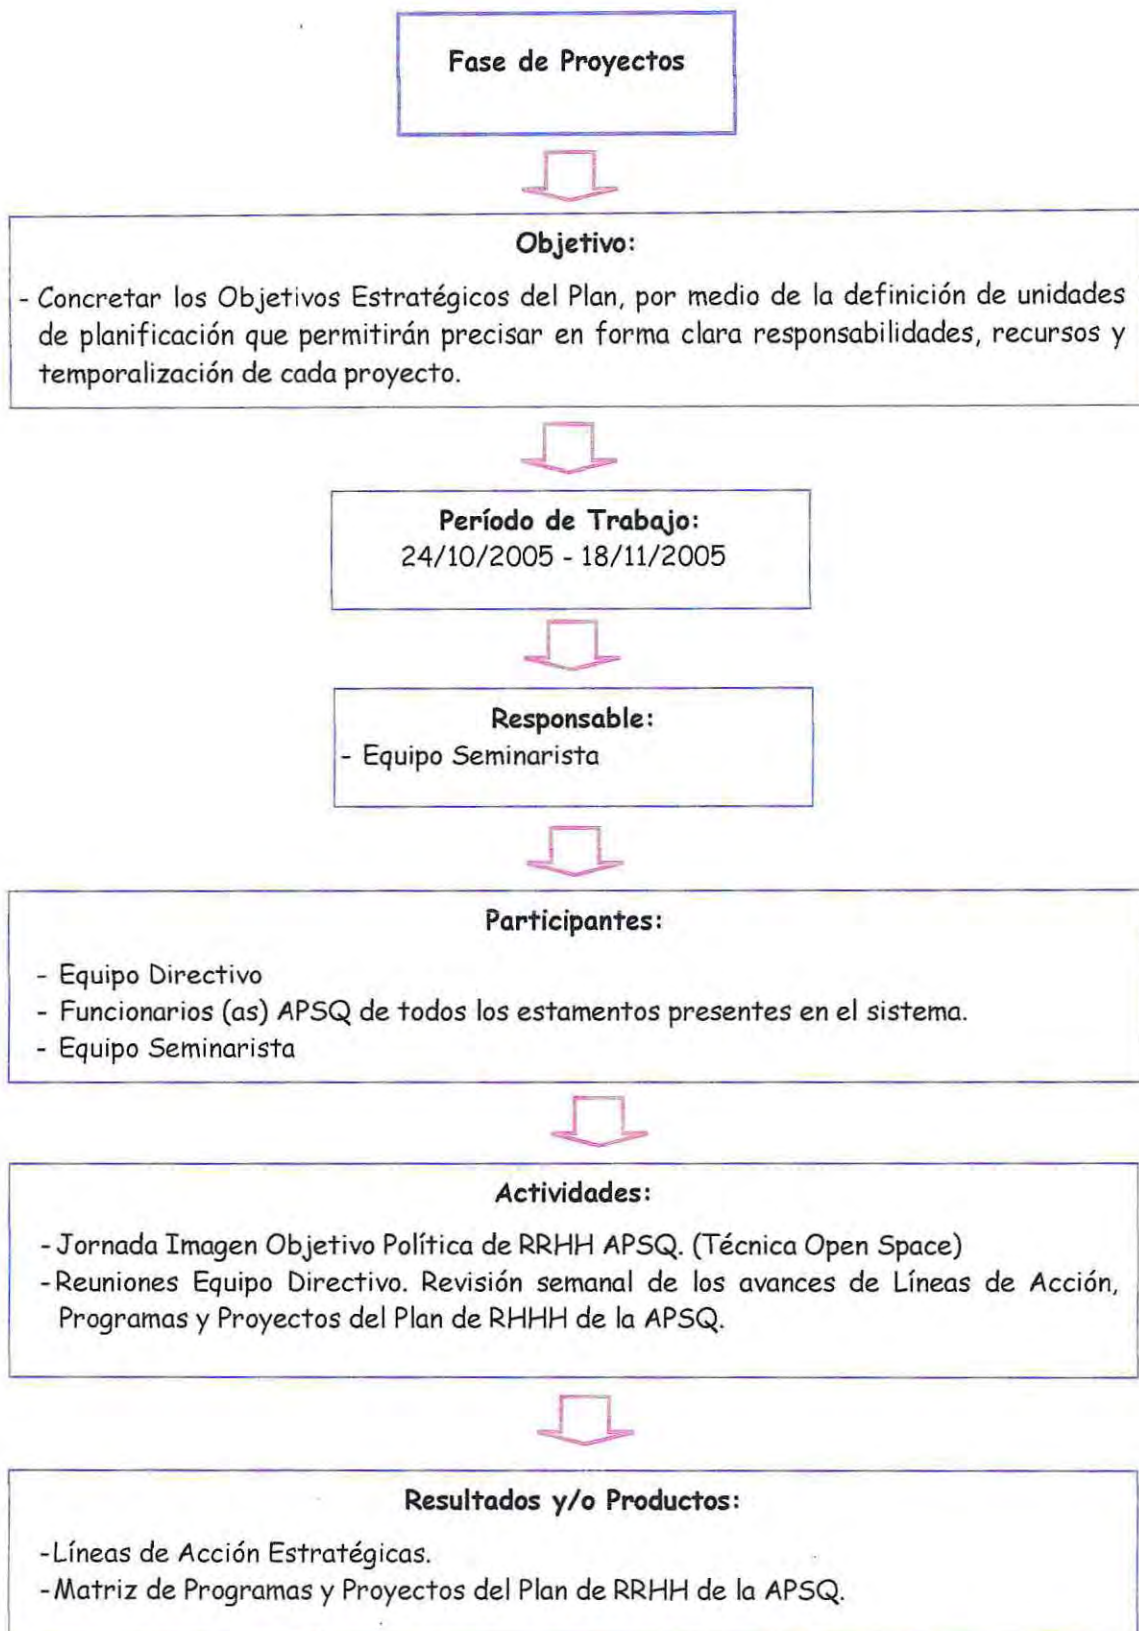 Fase de Proyectos
Objetivo:
- Concretar los Objetivos Estratégicos del Plan, por medio de la definición de unidades
de planificación que permitirán precisar en forma clara responsabilidades, recursos y
temporalización de cada proyecto.
Período de Trabajo:
24/10/2005 - 18/11/2005
Responsable:
- Equipo Seminarista
Participantes:
- Equipo Directivo
- Funcionarios (as) APSQ de todos los estamentos presentes en el sistema.
- Equipo Seminarista
Actividades:
-Jornada Imagen Objetivo Política de RRHH APSQ. (Técnica Open Space)
-Reuniones Equipo Directivo. Revisión semanal de los avances de Líneas de Acción,
Programas y Proyectos del Plan de RHHH de la APSQ.
Resultados y/o Productos:
-Líneas de Acción Estratégicas.
-Matriz de Programas y Proyectos del Plan de RRHH de la APSQ.